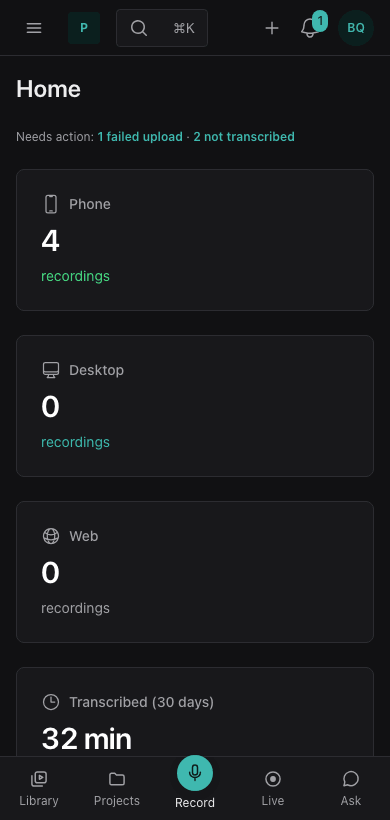 P
⌘K
1
BQ
Home
Needs action: 1 failed upload · 2 not transcribed
Phone
4
recordings
Desktop
0
recordings
Web
0
recordings
Transcribed (30 days)
32 min
Library
Projects
Record
Live
Ask